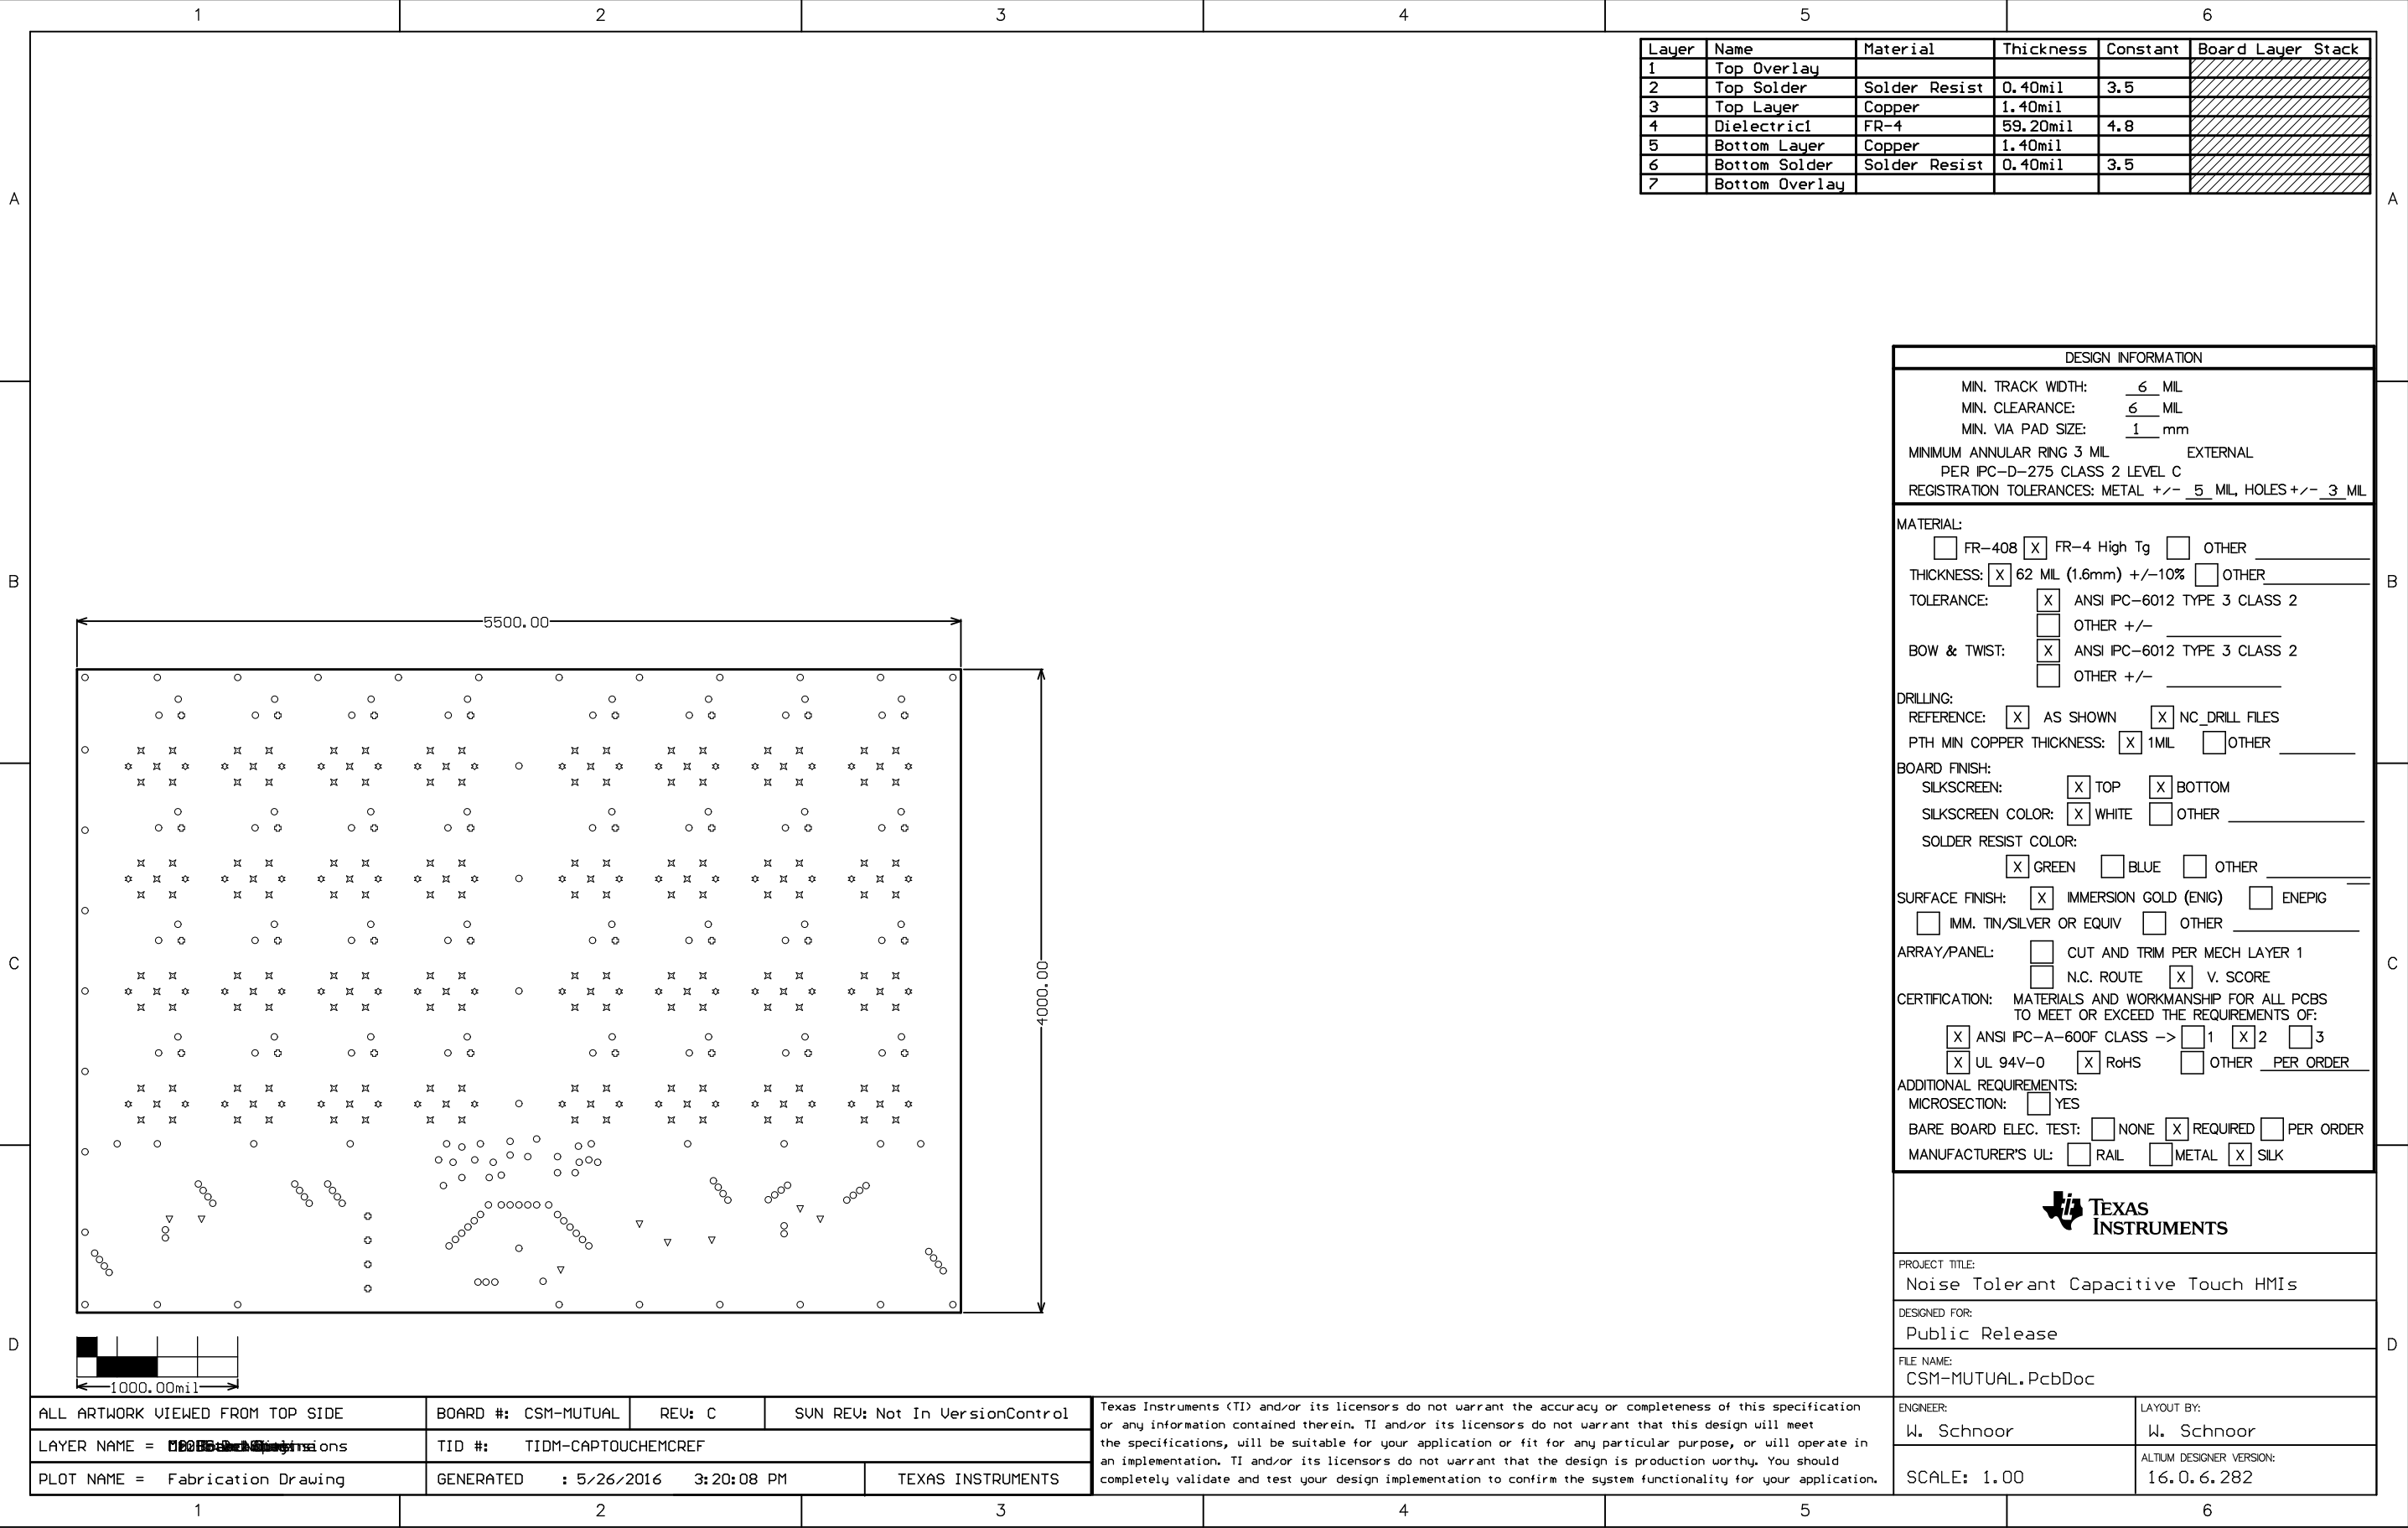 1 2 3 4 5 6
Layer Name Material Thickness Constant Board Layer Stack
1 Top Overlay
2 Top Solder Solder Resist 0.40mil 3.5
3 Top Layer Copper 1.40mil
4 Dielectric1 FR-4 59.20mil 4.8
5 Bottom Layer Copper 1.40mil
6 Bottom Solder Solder Resist 0.40mil 3.5
7 Bottom Overlay
A A
DESIGN INFORMATION
MIN. TRACK WIDTH: 6 MIL
MIN. CLEARANCE: 6 MIL
MIN. VIA PAD SIZE: 1 mm
MINIMUM ANNULAR RING 3 MIL EXTERNAL
PER IPC-D-275 CLASS 2 LEVEL C
REGISTRATION TOLERANCES: METAL +/- 5 MIL, HOLES +/- 3 MIL
MATERIAL:
FR-408 X FR-4 High Tg OTHER
B B
THICKNESS: X 62 MIL (1.6mm) +/-10% OTHER
TOLERANCE: X ANSI IPC-6012 TYPE 3 CLASS 2
OTHER +/-
BOW & TWIST: X ANSI IPC-6012 TYPE 3 CLASS 2
OTHER +/-
DRILLING:
REFERENCE: X AS SHOWN X NC_DRILL FILES
PTH MIN COPPER THICKNESS: X 1MIL OTHER
BOARD FINISH:
SILKSCREEN: X TOP X BOTTOM
SILKSCREEN COLOR: X WHITE OTHER
SOLDER RESIST COLOR:
X GREEN BLUE OTHER
SURFACE FINISH: X IMMERSION GOLD (ENIG) ENEPIG
IMM. TIN/SILVER OR EQUIV OTHER
ARRAY/PANEL: CUT AND TRIM PER MECH LAYER 1
N.C. ROUTE X V. SCORE
C C
CERTIFICATION: MATERIALS AND WORKMANSHIP FOR ALL PCBS
TO MEET OR EXCEED THE REQUIREMENTS OF:
X ANSI IPC-A-600F CLASS -> 1 X 2 3
X UL 94V-0 X RoHS OTHER PER ORDER
ADDITIONAL REQUIREMENTS:
MICROSECTION: YES
BARE BOARD ELEC. TEST: NONE X REQUIRED PER ORDER
MANUFACTURER'S UL: RAIL METAL X SILK
5500.00
4000.00
1000.00mil
TEXAS
INSTRUMENTS
PROJECT TITLE:
Noise Tolerant Capacitive Touch HMIs
DESIGNED FOR:
Public Release
D D
FILE NAME:
CSM-MUTUAL.PcbDoc
ENGINEER:
W. Schnoor
LAYOUT BY:
W. Schnoor
SCALE: 1.00
ALTIUM DESIGNER VERSION:
16.0.6.282
ALL ARTWORK VIEWED FROM TOP SIDE BOARD #: CSM-MUTUAL REV: C SVN REV: Not In VersionControl
LAYER NAME = TID #: TIDM-CAPTOUCHEMCREF
PLOT NAME = Fabrication Drawing GENERATED : 5/26/2016 3:20:08 PM TEXAS INSTRUMENTS
Texas Instruments (TI) and/or its licensors do not warrant the accuracy or completeness of this specification
or any information contained therein. TI and/or its licensors do not warrant that this design will meet
the specifications, will be suitable for your application or fit for any particular purpose, or will operate in
an implementation. TI and/or its licensors do not warrant that the design is production worthy. You should
completely validate and test your design implementation to confirm the system functionality for your application.
1 2 3 4 5 6